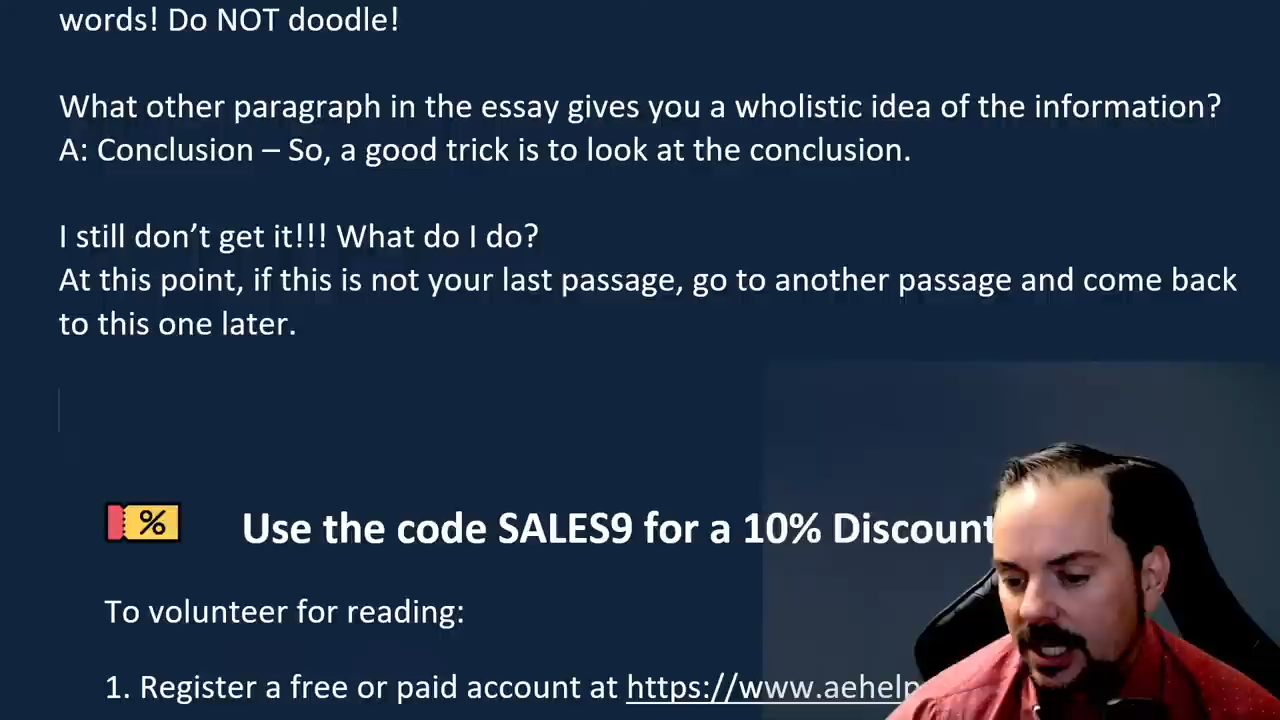 words! Do NOT doodle!
What other paragraph in the essay gives you a wholistic idea of the information?
A: Conclusion – So, a good trick is to look at the conclusion.
I still don't get it!!! What do I do?
At this point, if this is not your last passage, go to another passage and come back
to this one later.
%
Use the code SALES9 for a 10% Discount
To volunteer for reading:
1. Register a free or paid account at https://www.aehelp